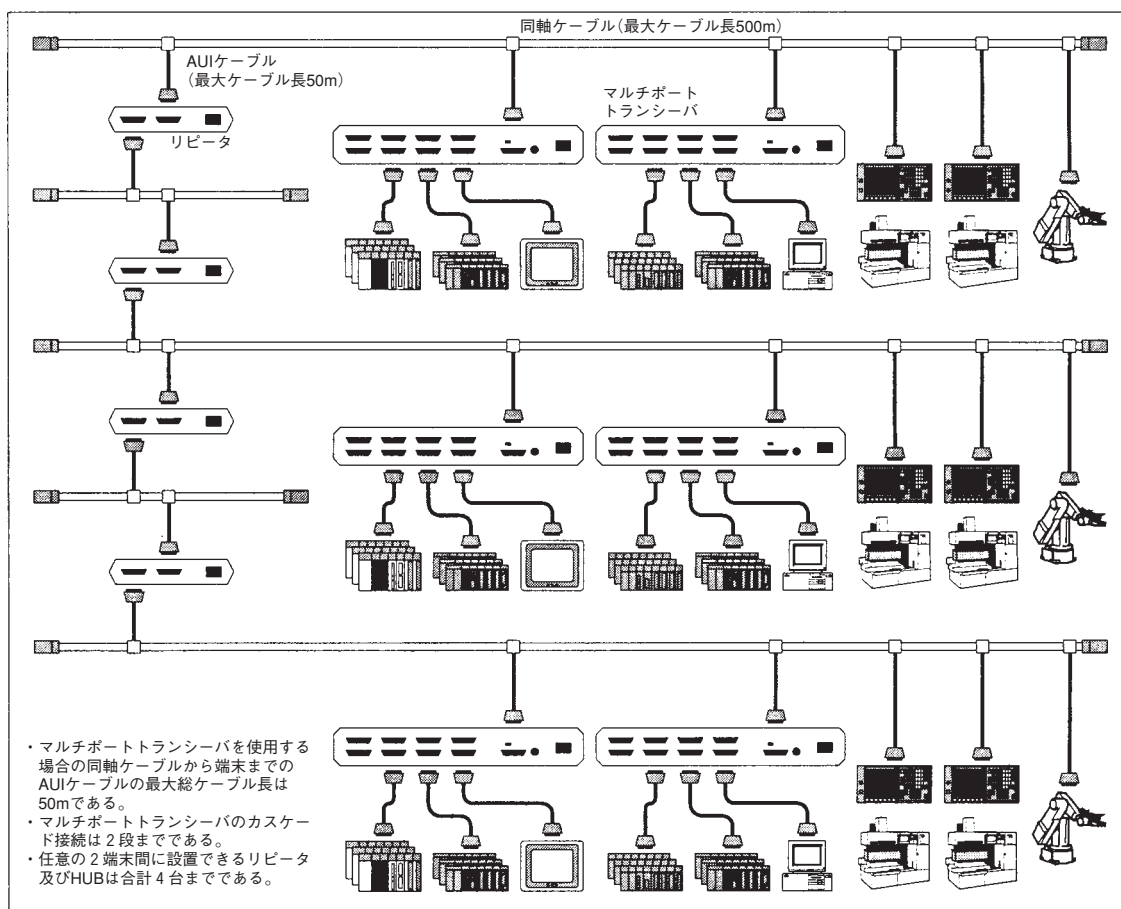 同軸ケーブル(最大ケーブル長500m)
AUIケーブル
(最大ケーブル長50m)
マルチポート
トランシーバ
リピータ
・マルチポートトランシーバを使用する
場合の同軸ケーブルから端末までの
AUIケーブルの最大総ケーブル長は
50mである。
・マルチポートトランシーバのカスケー
ド接続は2段までである。
・任意の2端末間に設置できるリピータ
及びHUBは合計4台までである。